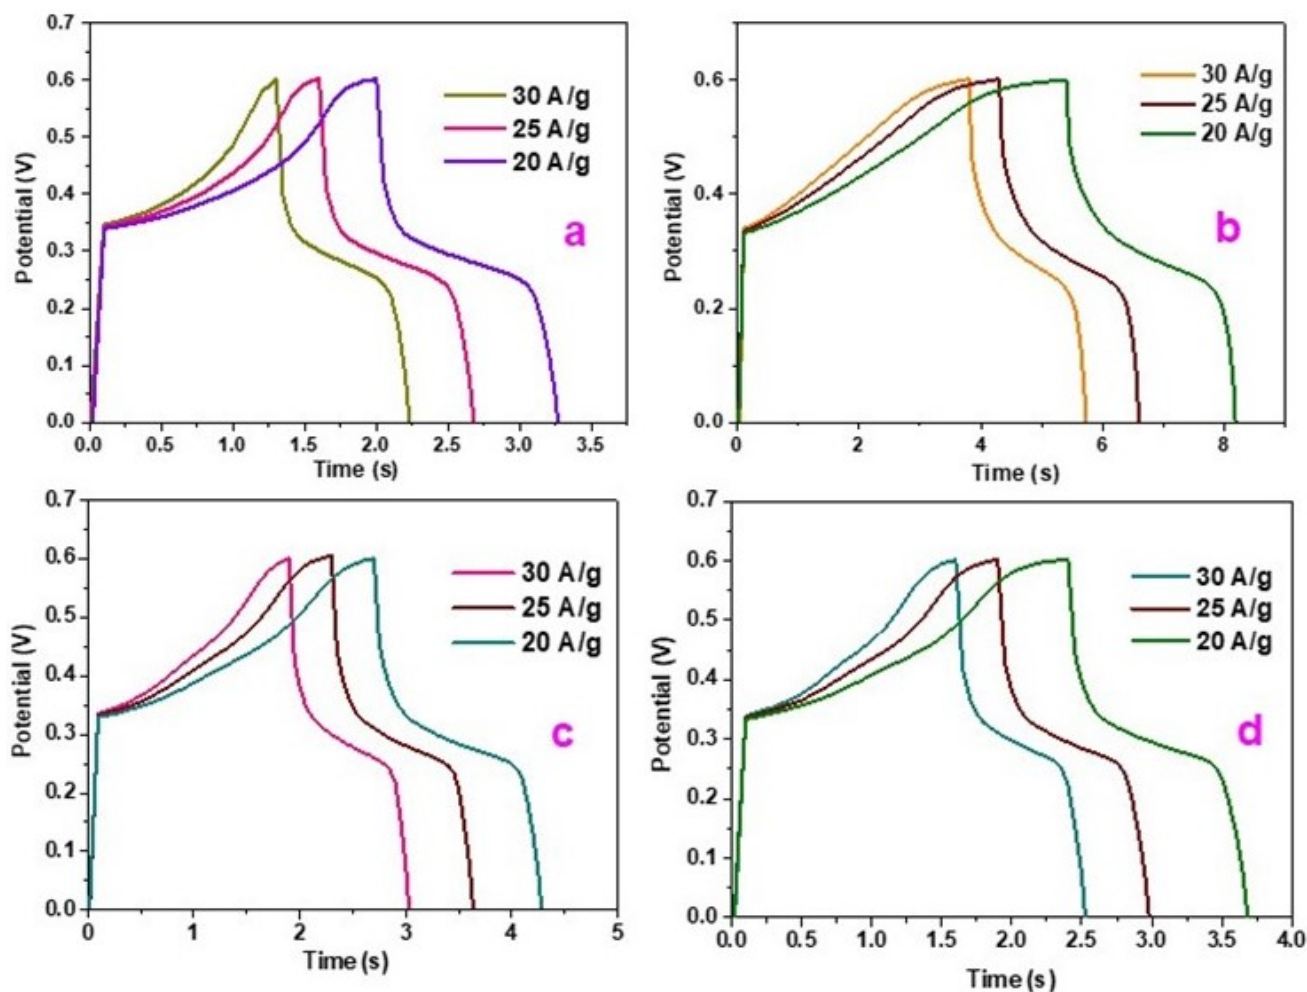 0.7
0.6
0.5
0.4
0.3
0.2
0.1
0.0
Potential (V)
30 A/g
25 A/g
20 A/g
a
0.0 0.5 1.0 1.5 2.0 2.5 3.0 3.5
Time (s)
0.6
0.4
0.2
0.0
Potential (V)
30 A/g
25 A/g
20 A/g
b
0 2 4 6 8
Time (s)
0.7
0.6
0.5
0.4
0.3
0.2
0.1
0.0
Potential (V)
30 A/g
25 A/g
20 A/g
c
0 1 2 3 4 5
Time (s)
0.7
0.6
0.5
0.4
0.3
0.2
0.1
0.0
Potential (V)
30 A/g
25 A/g
20 A/g
d
0.0 0.5 1.0 1.5 2.0 2.5 3.0 3.5 4.0
Time (s)